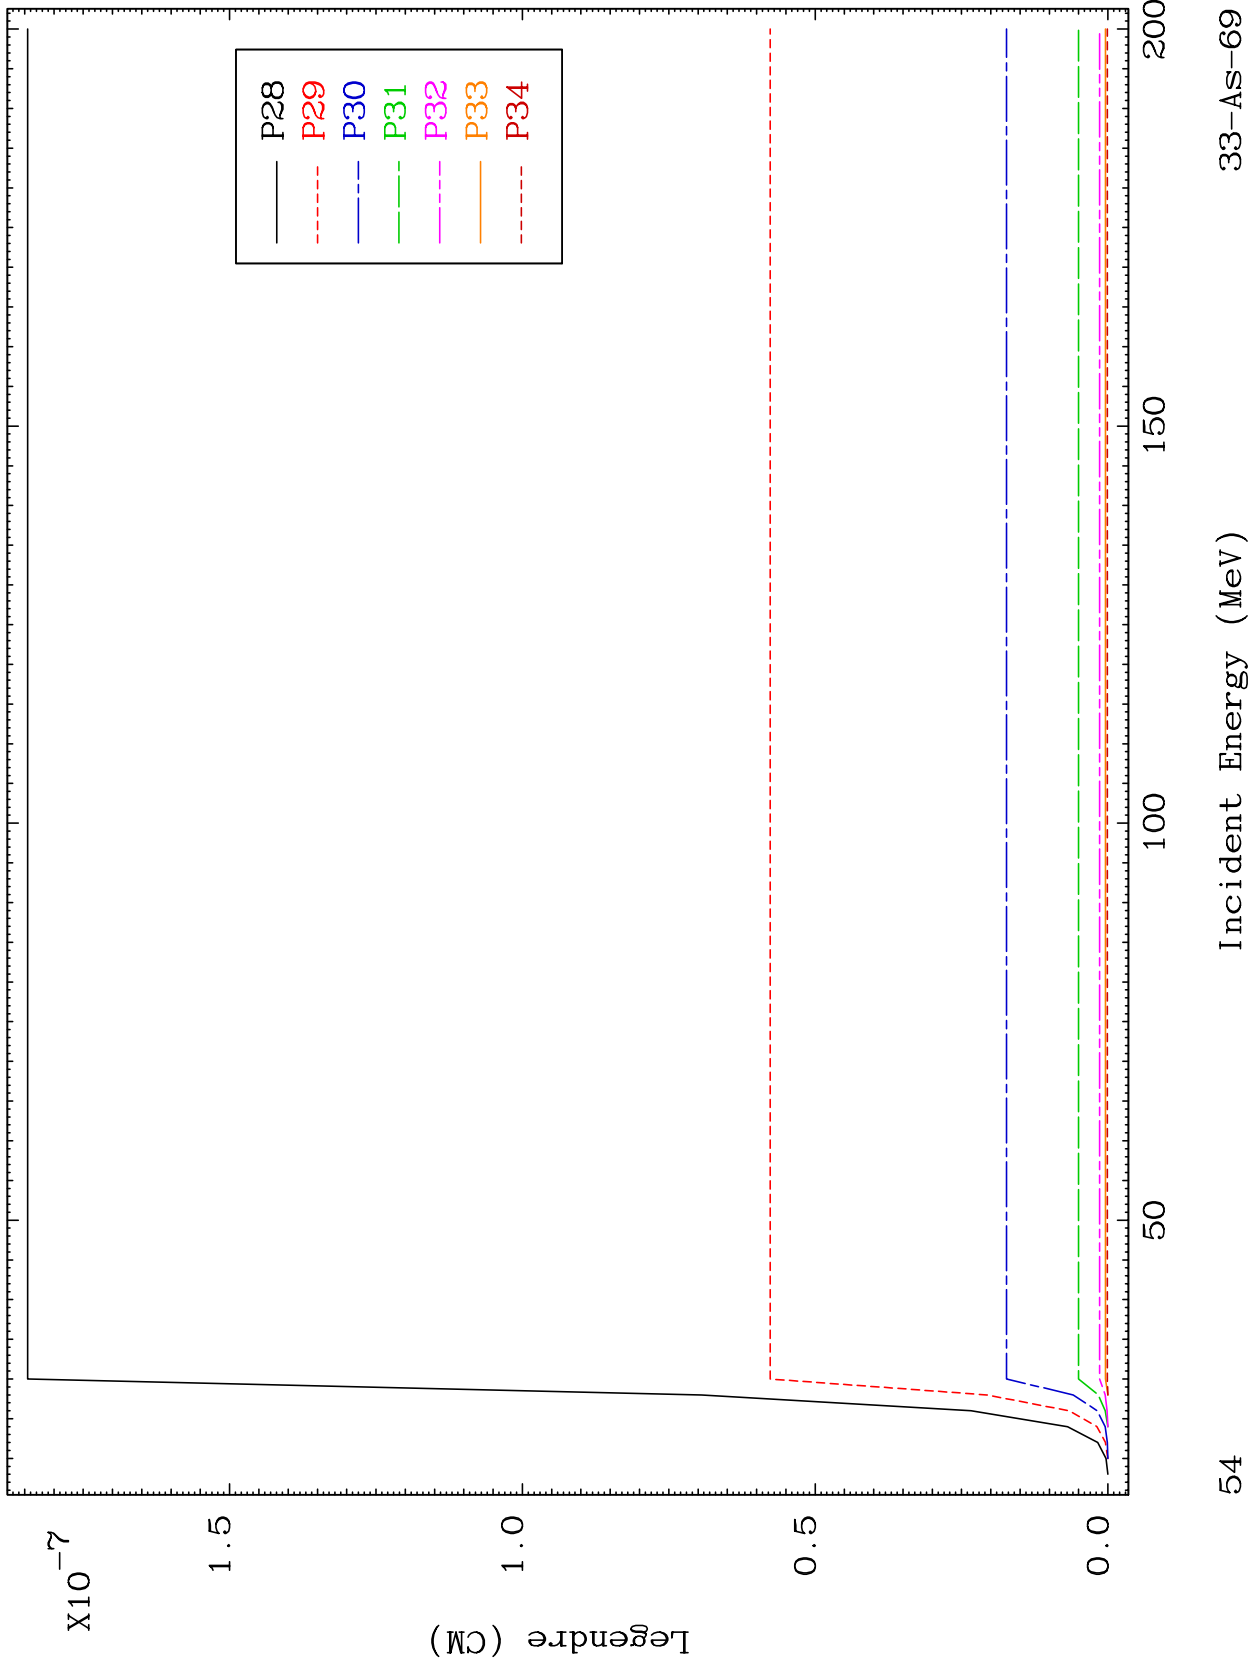 X10-7
1.5
1.0
0.5
0.0
Legendre (CM)
P28
P29
P30
P31
P32
P33
P34
50
100
150
200
Incident Energy (MeV)
54
33-As-69